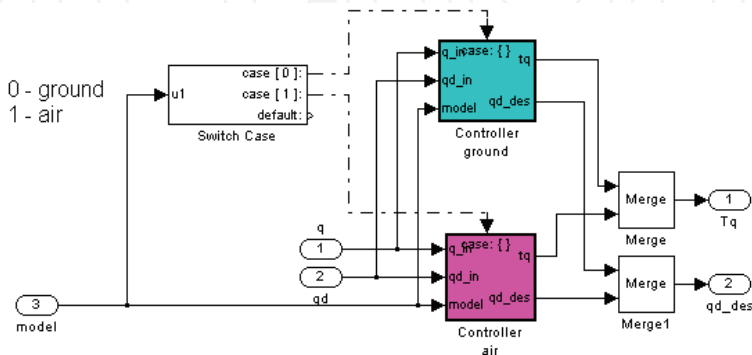 0 - ground
1 - air
u1
case [ 0 ]:
case [ 1 ]:
default:
Switch Case
q_in
case: { }
tq
qd_in
qd_des
model
Controller
ground
q
1
2
qd
3
model
q_in
case: { }
tq
qd_in
qd_des
model
Controller
air
Merge
Merge
1
Tq
Merge
Merge1
2
qd_des